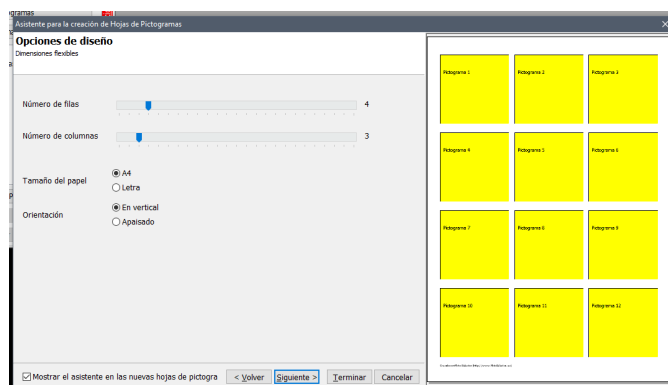 Asistente para la creación de Hojas de Pictogramas
Opciones de diseño
Dimensiones flexibles
Número de filas
4
Número de columnas
3
Tamaño del papel
A4
Letra
Orientación
En vertical
Apaisado
Mostrar el asistente en las nuevas hojas de pictogra
< Volver
Siguiente >
Terminar
Cancelar
Pictograma 1
Pictograma 2
Pictograma 3
Pictograma 4
Pictograma 5
Pictograma 6
Pictograma 7
Pictograma 8
Pictograma 9
Pictograma 10
Pictograma 11
Pictograma 12